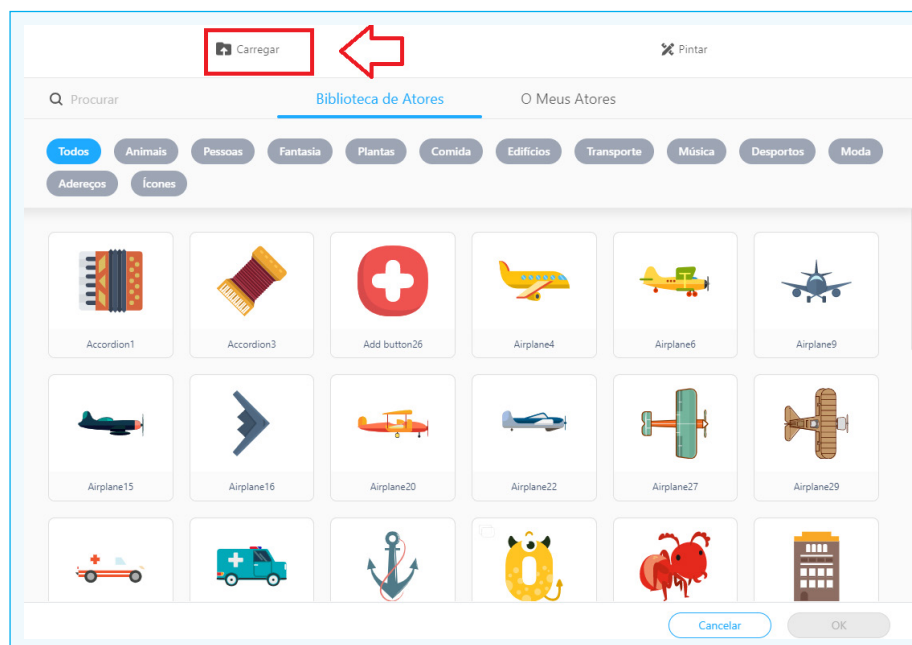 Carregar
Pintar
Procurar
Biblioteca de Atores
O Meus Atores
Todos Animais Pessoas Fantasia Plantas Comida Edifícios Transporte Música Desportos Moda
Adereços Ícones
Accordion1 Accordion3 Add button26 Airplane4 Airplane6 Airplane9
Airplane15 Airplane16 Airplane20 Airplane22 Airplane27 Airplane29
Cancelar OK